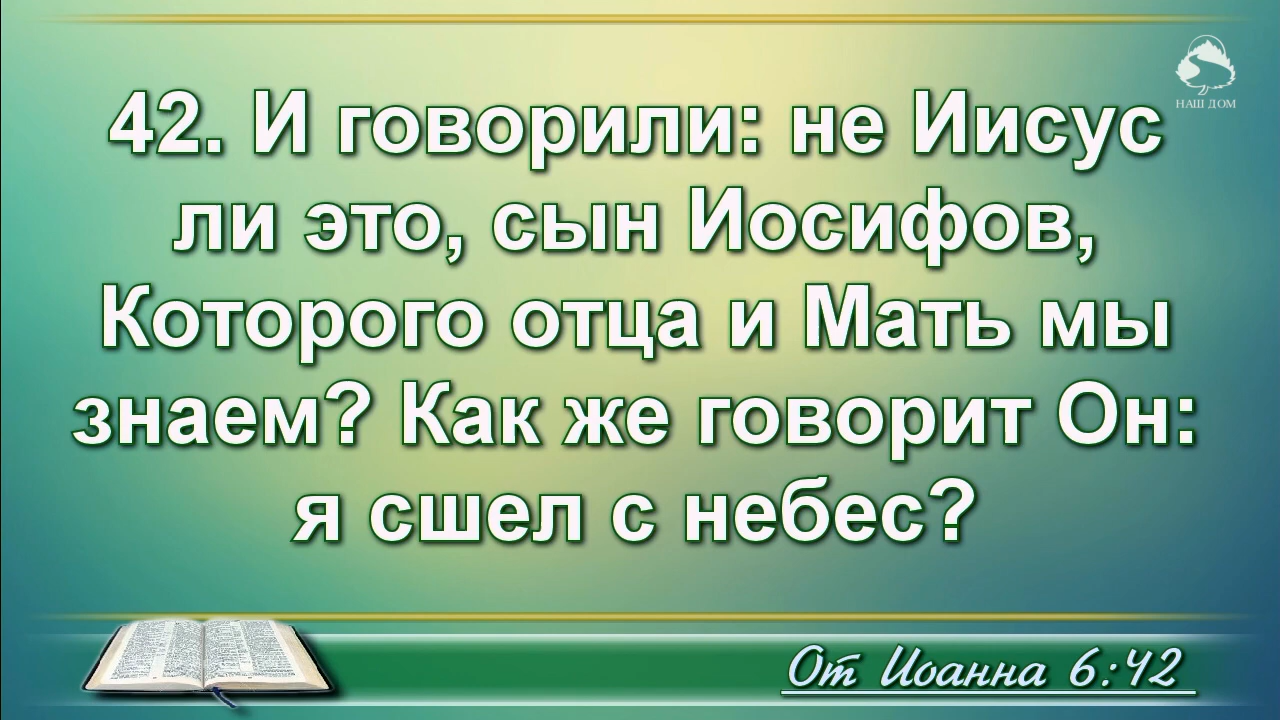 НАШ ДОМ
42. И говорили: не Иисус
ли это, сын Иосифов,
Которого отца и Мать мы
знаем? Как же говорит Он:
я сшел с небес?
От Иоанна 6:42